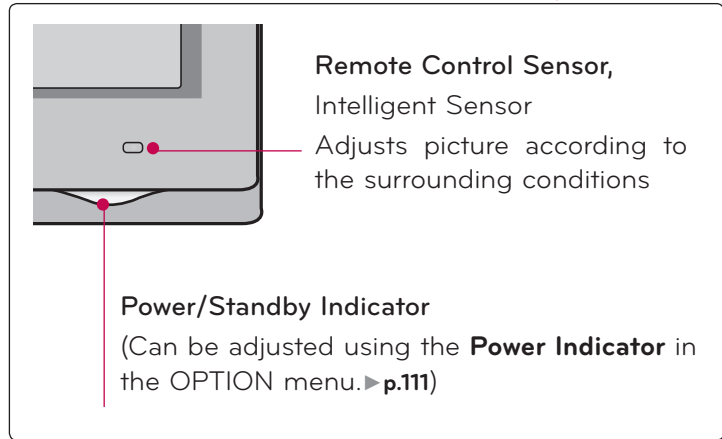 Remote Control Sensor,
Intelligent Sensor
Adjusts picture according to
the surrounding conditions
Power/Standby Indicator
(Can be adjusted using the Power Indicator in
the OPTION menu.►p.111)